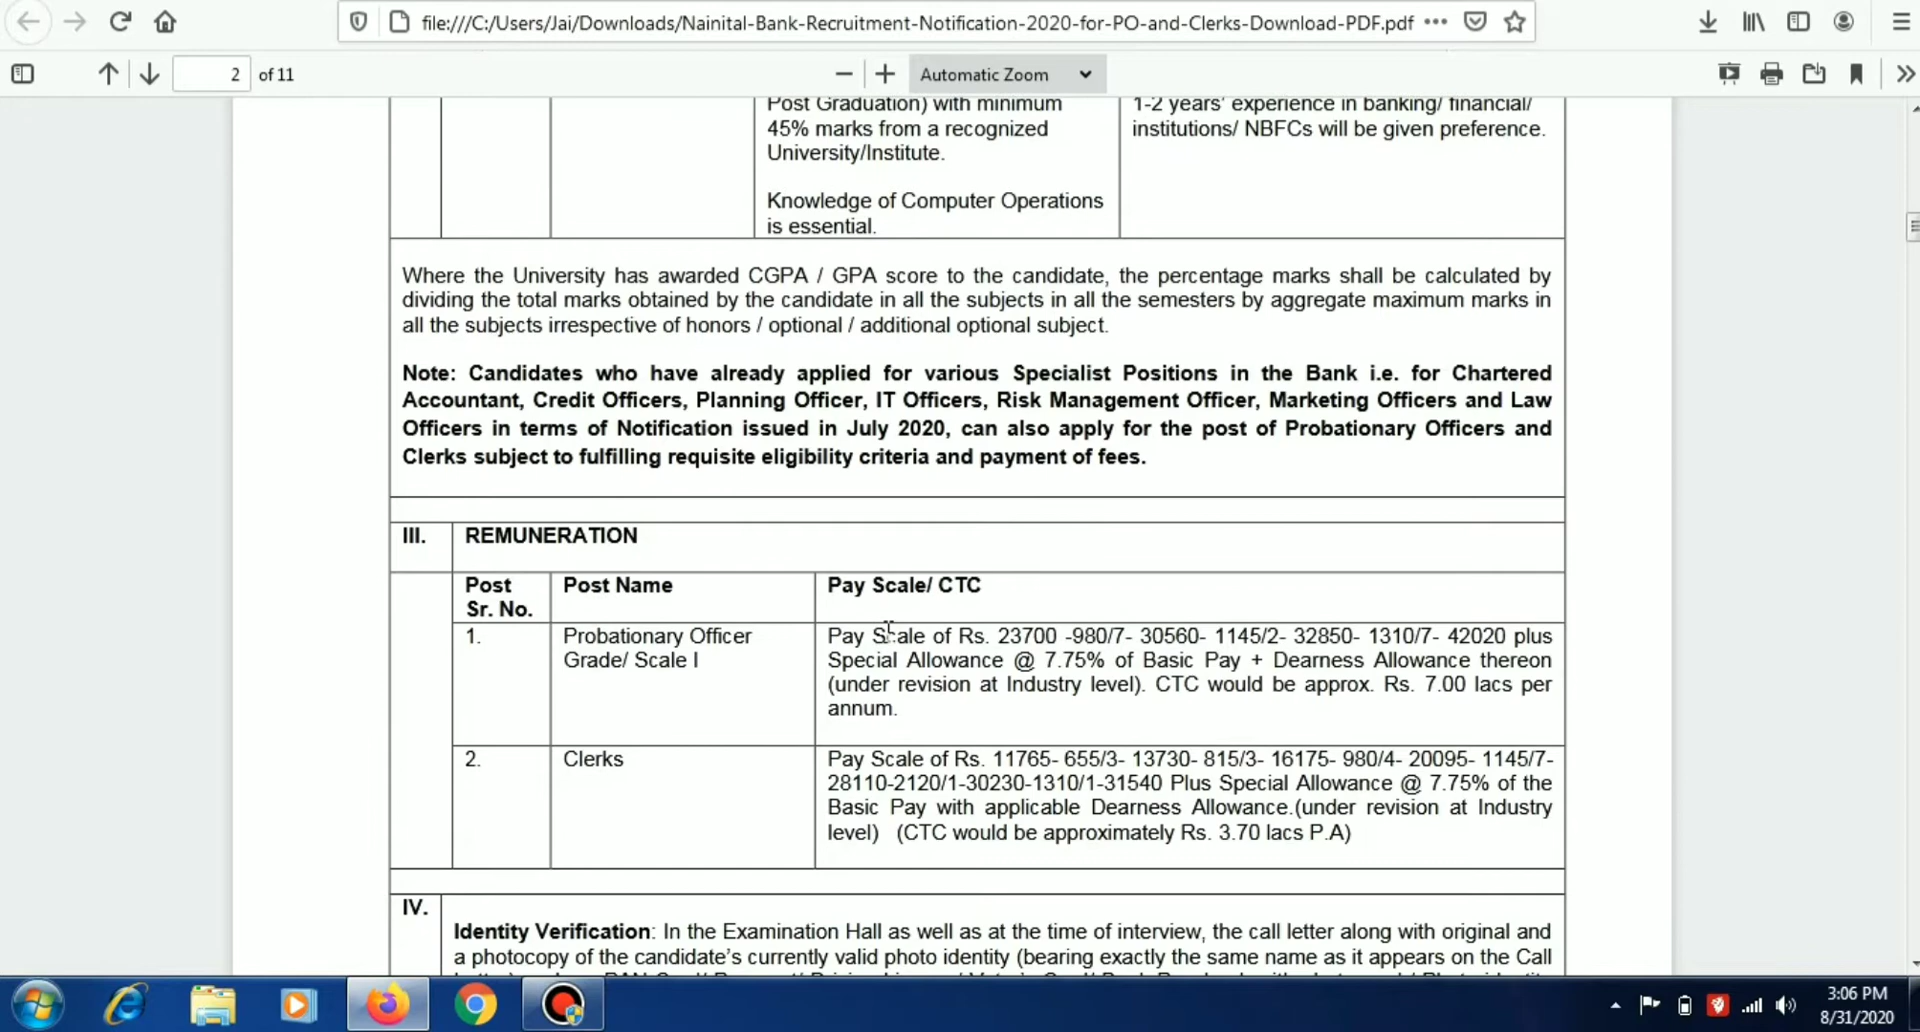 file:///C:/Users/Jai/Downloads/Nainital-Bank-Recruitment-Notification-2020-for-PO-and-Clerks-Download-PDF.pdf
2 of 11
Automatic Zoom
Post Graduation) with minimum
45% marks from a recognized
University/Institute.
Knowledge of Computer Operations
is essential.
1-2 years' experience in banking/ financial/
institutions/ NBFCs will be given preference.
Where the University has awarded CGPA / GPA score to the candidate, the percentage marks shall be calculated by
dividing the total marks obtained by the candidate in all the subjects in all the semesters by aggregate maximum marks in
all the subjects irrespective of honors / optional / additional optional subject.
Note: Candidates who have already applied for various Specialist Positions in the Bank i.e. for Chartered
Accountant, Credit Officers, Planning Officer, IT Officers, Risk Management Officer, Marketing Officers and Law
Officers in terms of Notification issued in July 2020, can also apply for the post of Probationary Officers and
Clerks subject to fulfilling requisite eligibility criteria and payment of fees.
III. REMUNERATION
Post
Sr. No.
Post Name
Pay Scale/ CTC
1.
Probationary Officer
Grade/ Scale I
Pay Scale of Rs. 23700 -980/7- 30560- 1145/2- 32850- 1310/7- 42020 plus
Special Allowance @ 7.75% of Basic Pay + Dearness Allowance thereon
(under revision at Industry level). CTC would be approx. Rs. 7.00 lacs per
annum.
2.
Clerks
Pay Scale of Rs. 11765- 655/3- 13730- 815/3- 16175- 980/4- 20095- 1145/7-
28110-2120/1-30230-1310/1-31540 Plus Special Allowance @ 7.75% of the
Basic Pay with applicable Dearness Allowance.(under revision at Industry
level) (CTC would be approximately Rs. 3.70 lacs P.A)
IV.
Identity Verification: In the Examination Hall as well as at the time of interview, the call letter along with original and
a photocopy of the candidate's currently valid photo identity (bearing exactly the same name as it appears on the Call
3:06 PM
8/31/2020